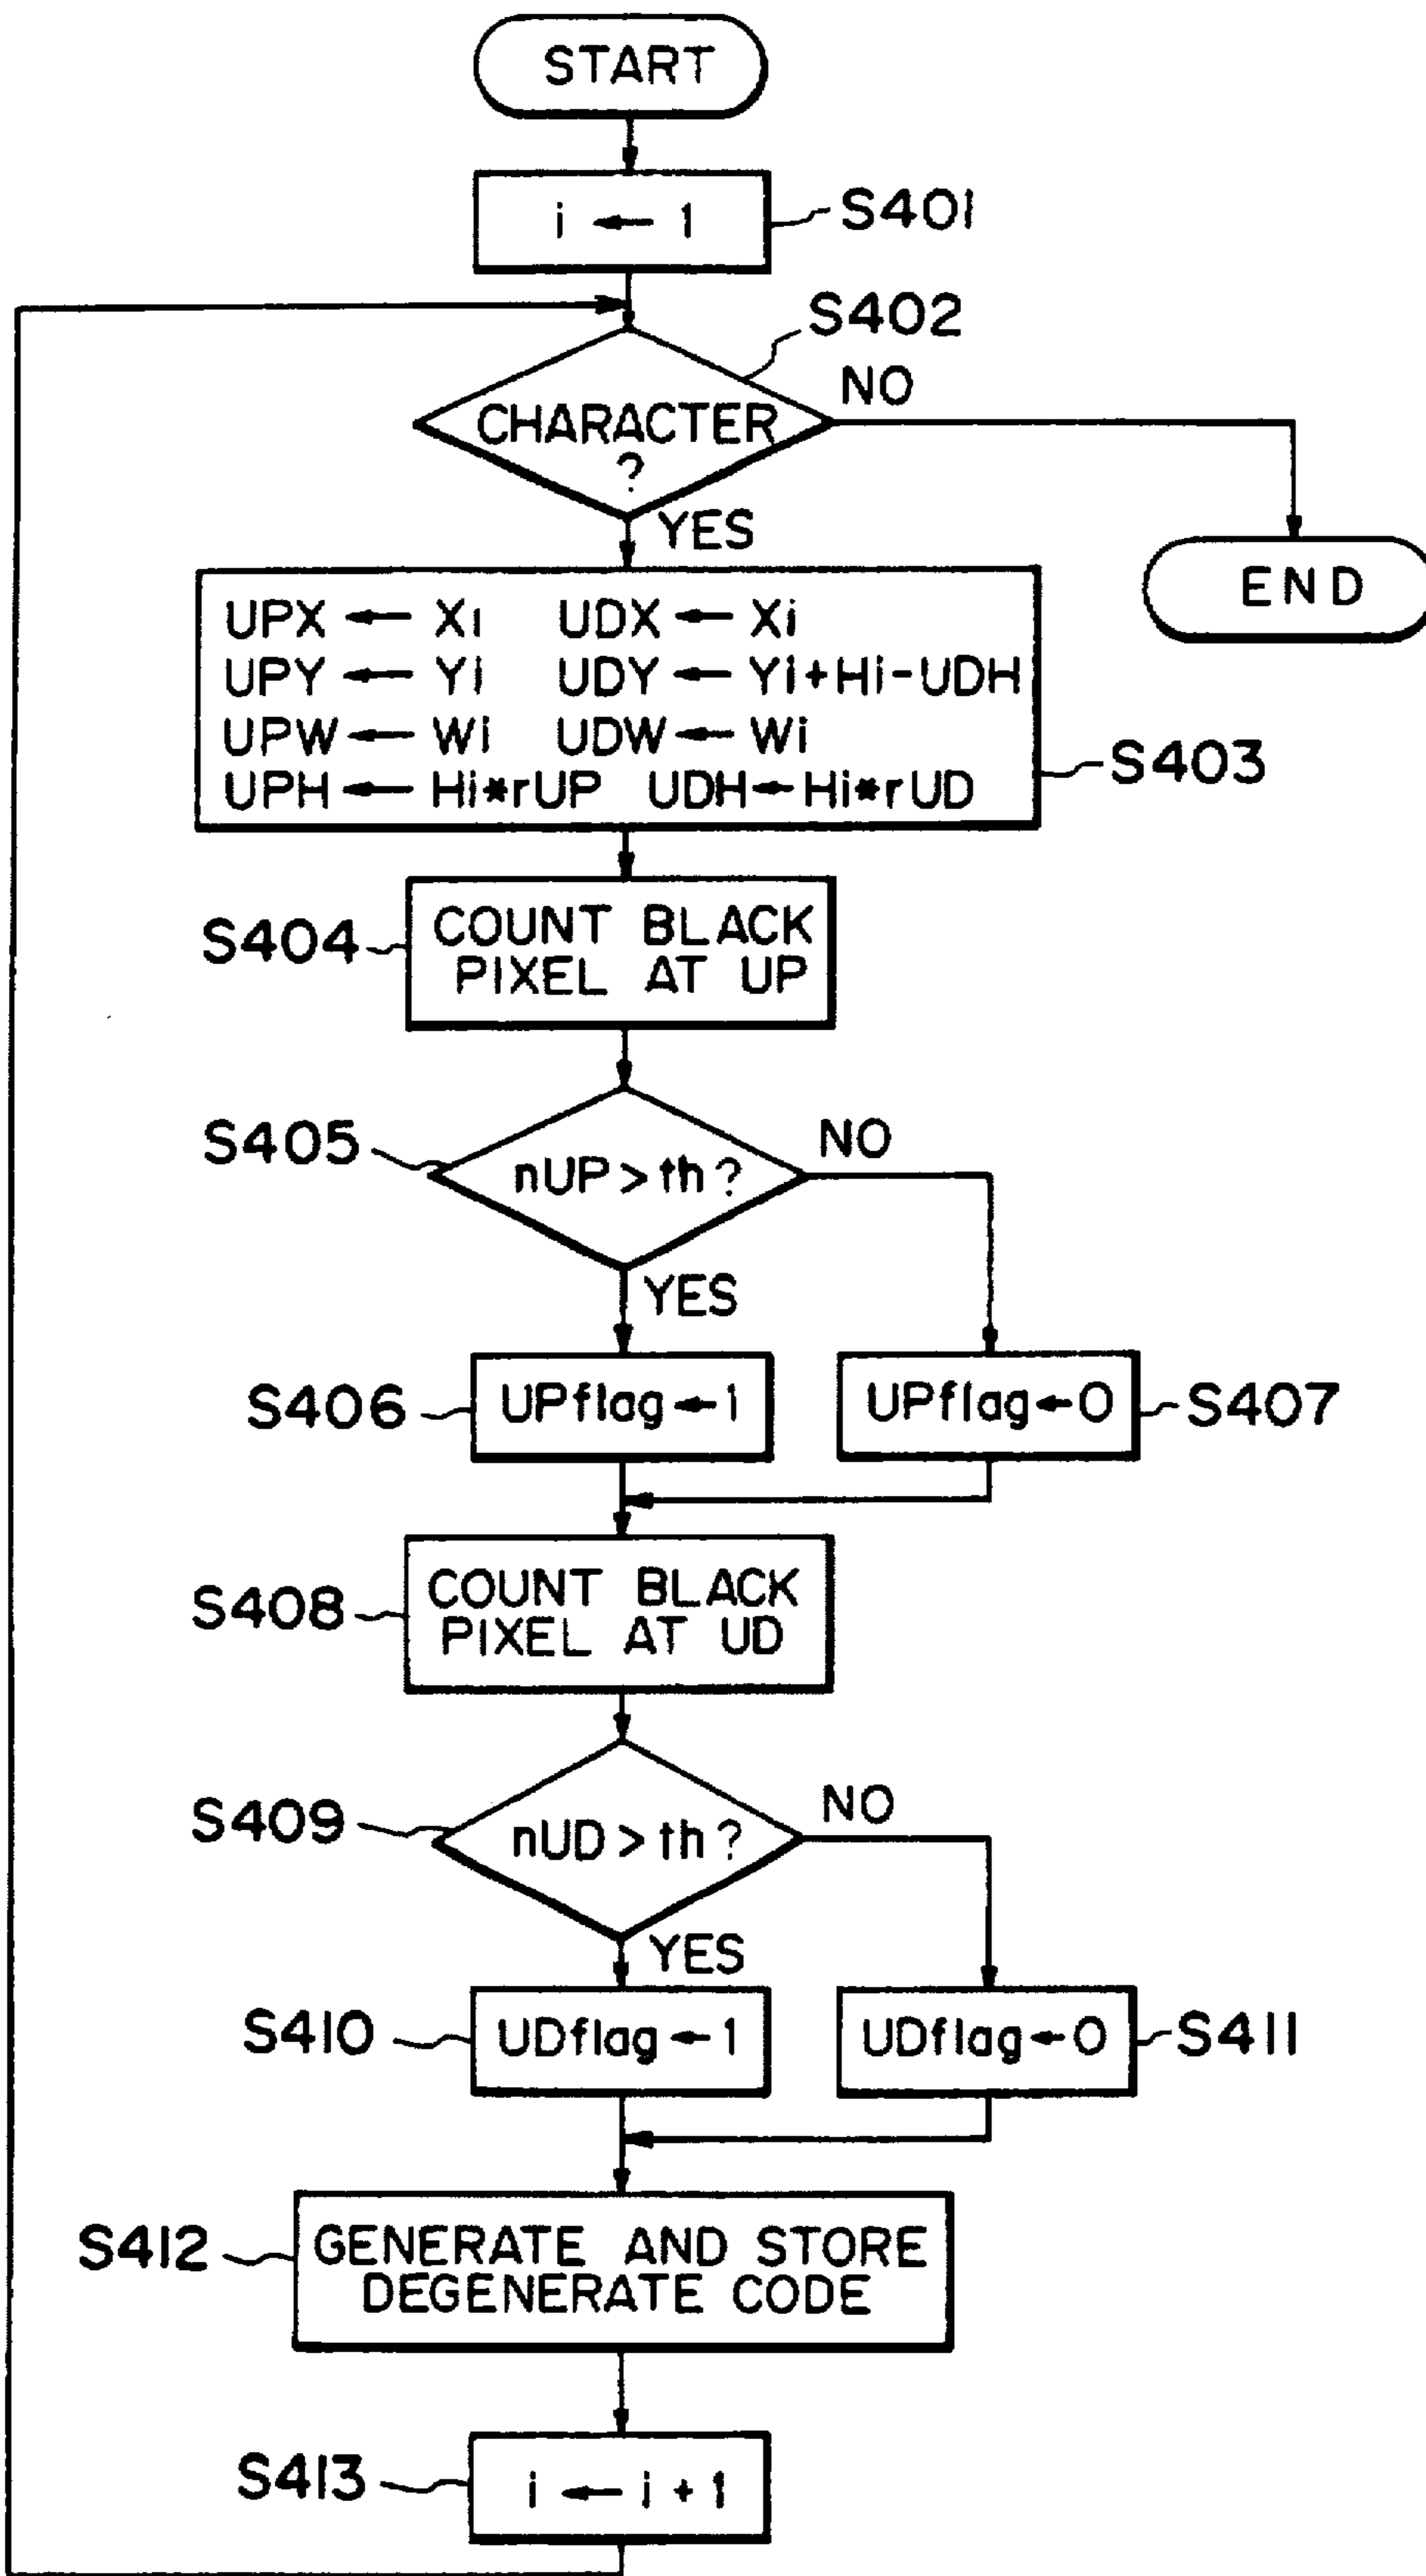 START
i ← 1
S401
S402
NO
CHARACTER
?
YES
END
UPX ← Xi UDX ← Xi
UPY ← Yi UDY ← Yi+Hi-UDH
UPW ← Wi UDW ← Wi
UPH ← Hi*rUP UDH ← Hi*rUD
S403
S404
COUNT BLACK
PIXEL AT UP
S405
nUP > th ?
NO
YES
S406
UPflag ← 1
UPflag ← 0
S407
S408
COUNT BLACK
PIXEL AT UD
S409
nUD > th ?
NO
YES
S410
UDflag ← 1
UDflag ← 0
S411
S412
GENERATE AND STORE
DEGENERATE CODE
S413
i ← i + 1